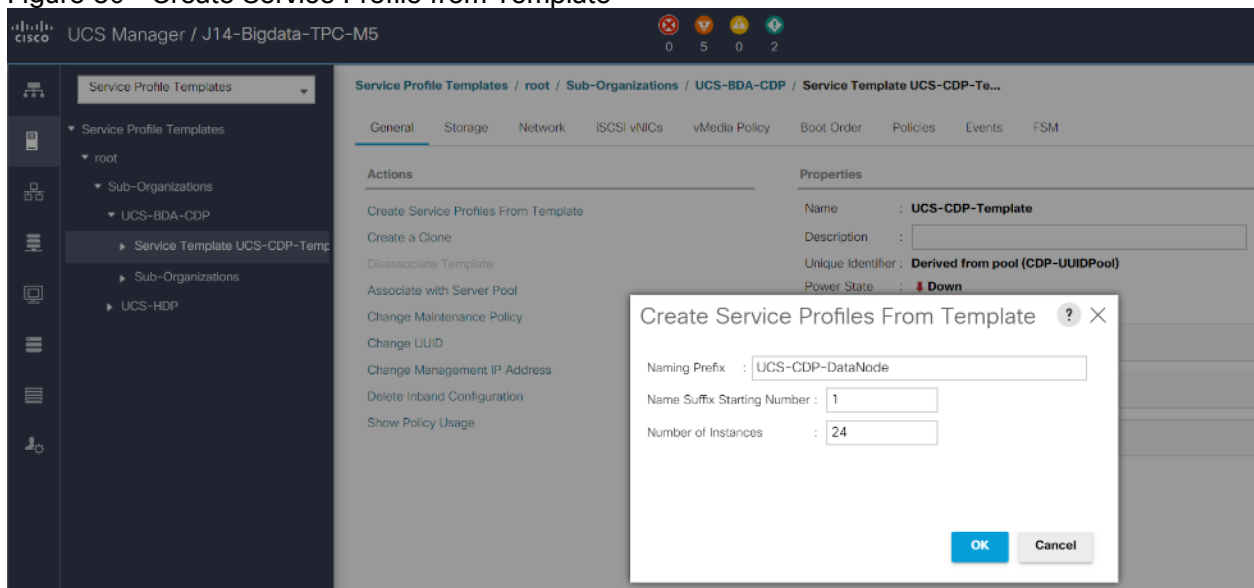 Figure 60 Create Service Profile from Template
cisco UCS Manager / J14-Bigdata-TPC-M5
0 5 0 2
Service Profile Templates
Service Profile Templates / root / Sub-Organizations / UCS-BDA-CDP / Service Template UCS-CDP-Te...
Service Profile Templates
root
Sub-Organizations
UCS-BDA-CDP
Service Template UCS-CDP-Temp
Sub-Organizations
UCS-HDP
General Storage Network iSCSI vNICs vMedia Policy Boot Order Policies Events FSM
Actions
Create Service Profiles From Template
Create a Clone
Disassociate Template
Associate with Server Pool
Change Maintenance Policy
Change UUID
Change Management IP Address
Delete Inband Configuration
Show Policy Usage
Properties
Name : UCS-CDP-Template
Description :
Unique Identifier : Derived from pool (CDP-UUIDPool)
Power State : Down
Create Service Profiles From Template ?
Naming Prefix : UCS-CDP-DataNode
Name Suffix Starting Number : 1
Number of Instances : 24
OK Cancel